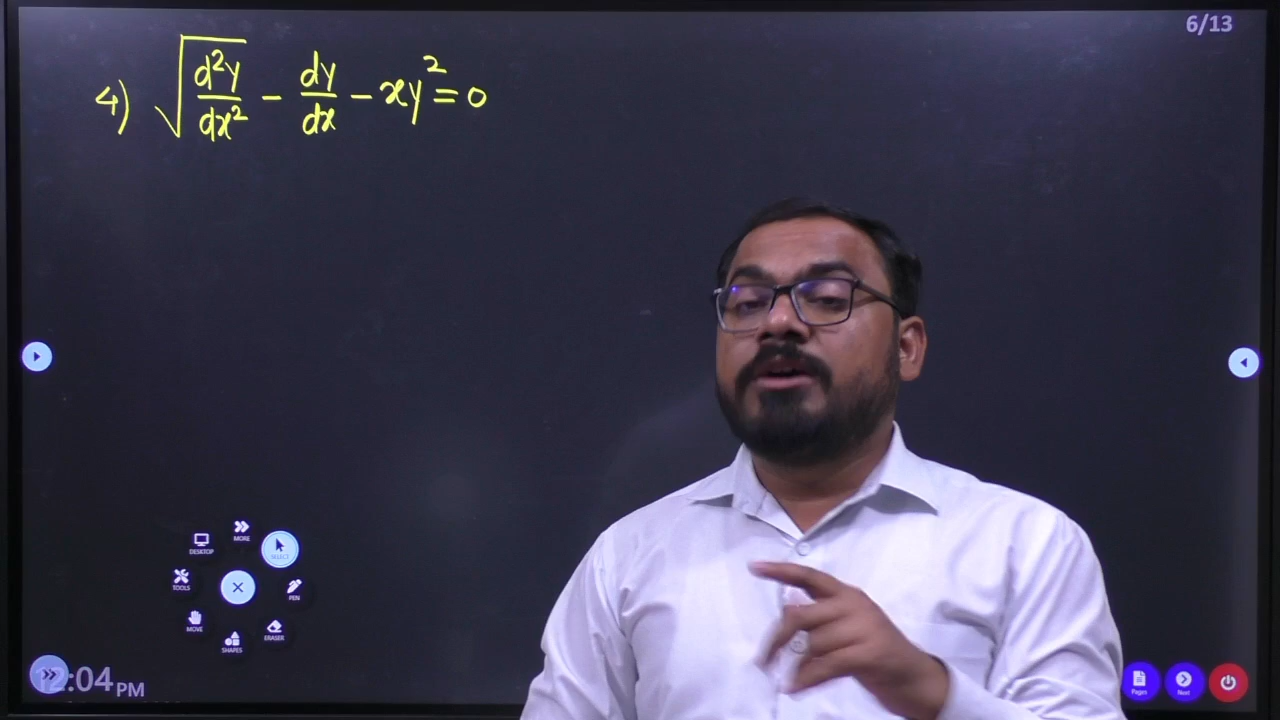 6/13
4) √(d²y/dx²) - dy/dx - xy² = 0
MORE
DESKTOP
SELECT
TOOLS
PEN
MOVE
ERASER
SHAPES
12:04 PM
Pages
Next